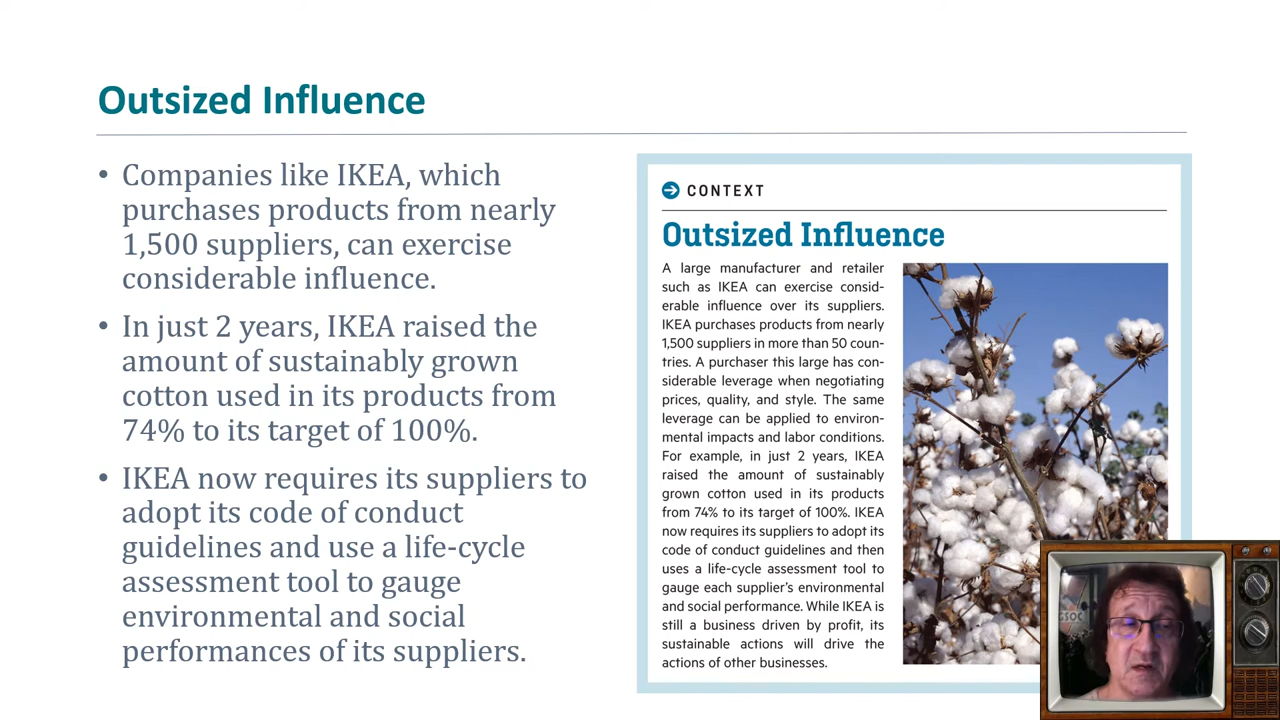 Outsized Influence
• Companies like IKEA, which
purchases products from nearly
1,500 suppliers, can exercise
considerable influence.
• In just 2 years, IKEA raised the
amount of sustainably grown
cotton used in its products from
74% to its target of 100%.
• IKEA now requires its suppliers to
adopt its code of conduct
guidelines and use a life-cycle
assessment tool to gauge
environmental and social
performances of its suppliers.
CONTEXT
Outsized Influence
A large manufacturer and retailer
such as IKEA can exercise consid-
erable influence over its suppliers.
IKEA purchases products from nearly
1,500 suppliers in more than 50 coun-
tries. A purchaser this large has con-
siderable leverage when negotiating
prices, quality, and style. The same
leverage can be applied to environ-
mental impacts and labor conditions.
For example, in just 2 years, IKEA
raised the amount of sustainably
grown cotton used in its products
from 74% to its target of 100%. IKEA
now requires its suppliers to adopt its
code of conduct guidelines and then
uses a life-cycle assessment tool to
gauge each supplier's environmental
and social performance. While IKEA is
still a business driven by profit, its
sustainable actions will drive the
actions of other businesses.